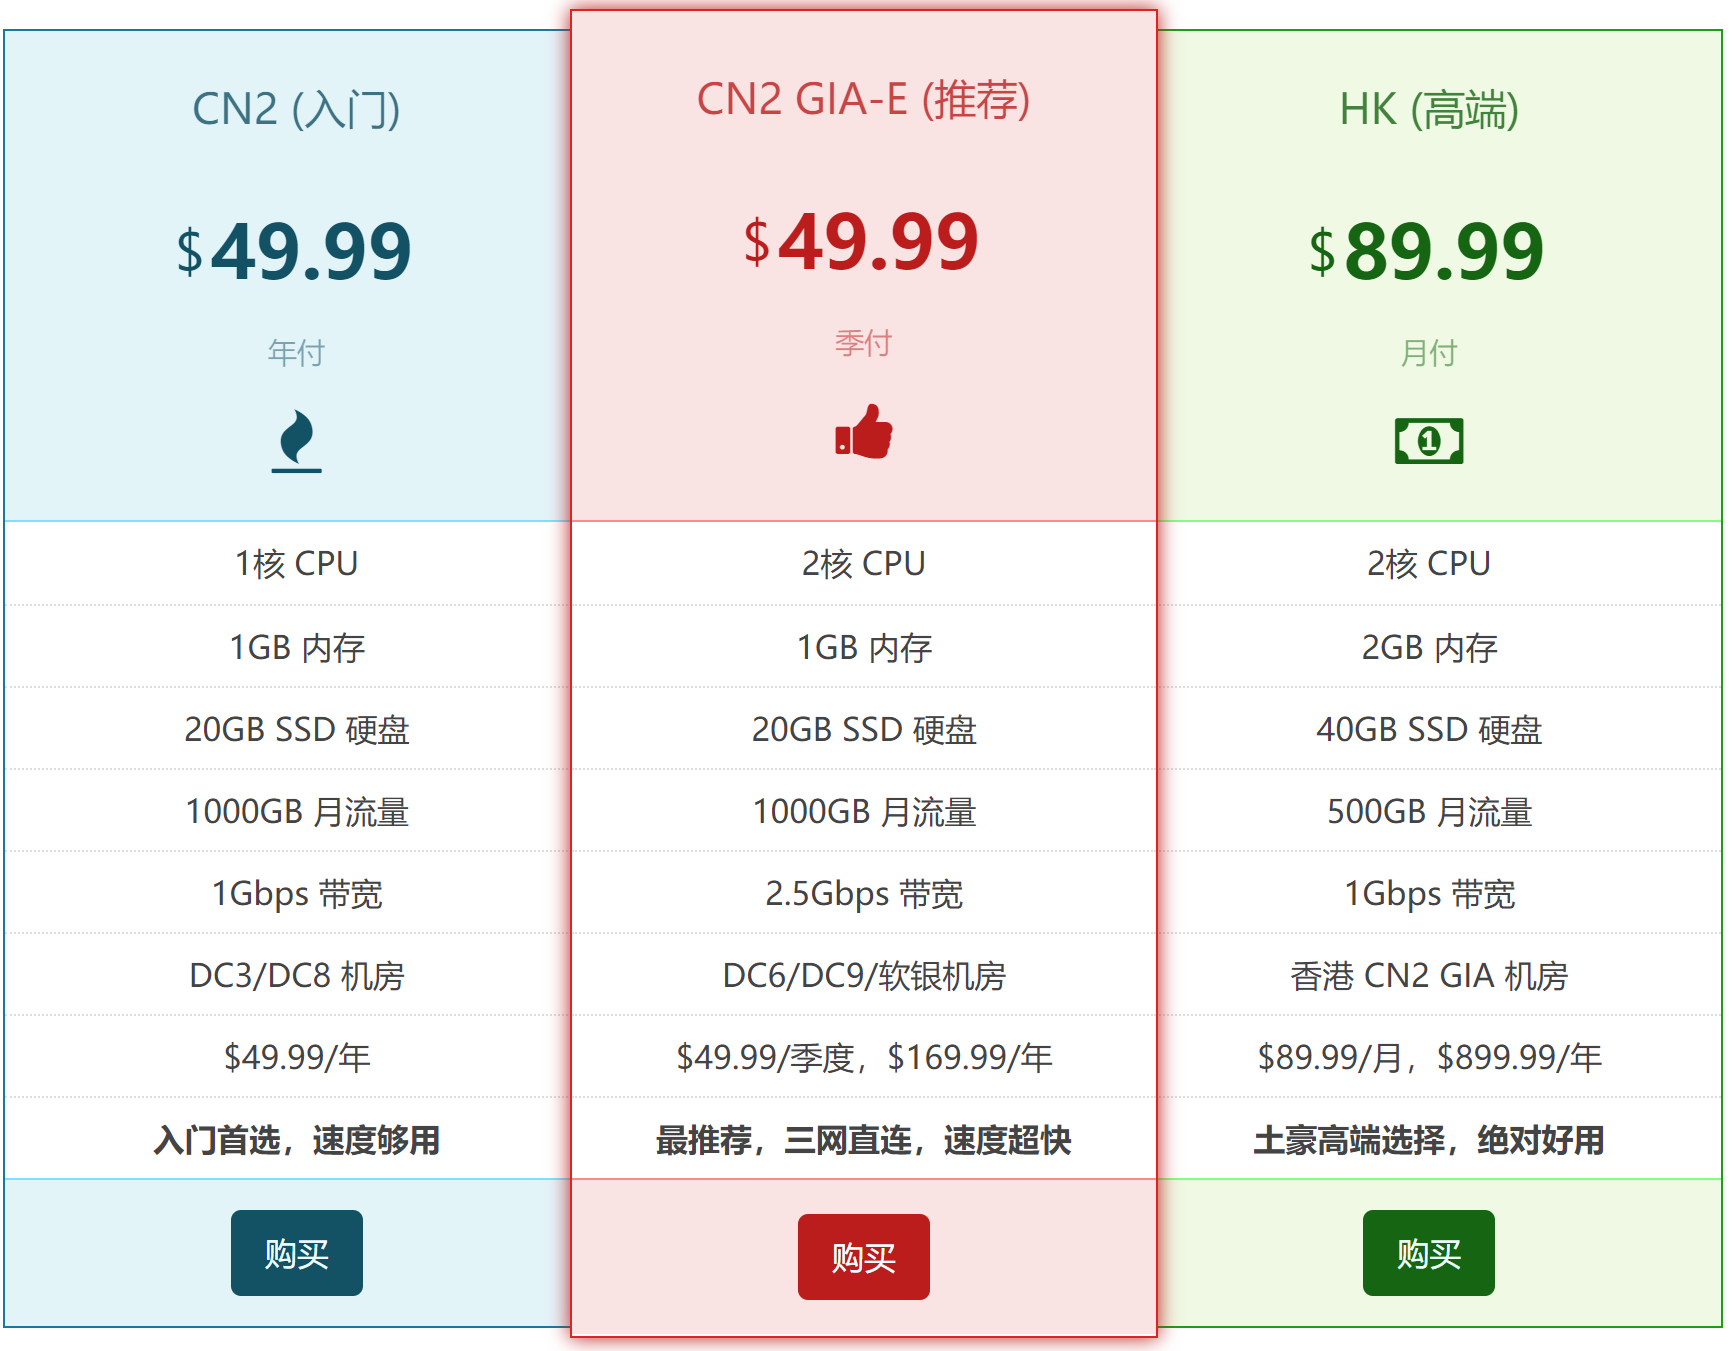 CN2 (入门)
$49.99
年付
1核 CPU
1GB 内存
20GB SSD 硬盘
1000GB 月流量
1Gbps 带宽
DC3/DC8 机房
$49.99/年
入门首选，速度够用
购买
CN2 GIA-E (推荐)
$49.99
季付
2核 CPU
1GB 内存
20GB SSD 硬盘
1000GB 月流量
2.5Gbps 带宽
DC6/DC9/软银机房
$49.99/季度，$169.99/年
最推荐，三网直连，速度超快
购买
HK (高端)
$89.99
月付
1
2核 CPU
2GB 内存
40GB SSD 硬盘
500GB 月流量
1Gbps 带宽
香港 CN2 GIA 机房
$89.99/月，$899.99/年
土豪高端选择，绝对好用
购买